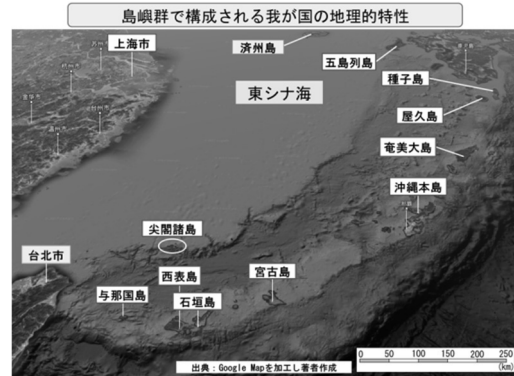 島嶼群で構成される我が国の地理的特性
上海市
済州島
五島列島
種子島
東シナ海
屋久島
奄美大島
沖縄本島
尖閣諸島
台北市
西表島
宮古島
与那国島
石垣島
出典：Google Mapを加工し著者作成
0 50 100 150 200 250
(km)